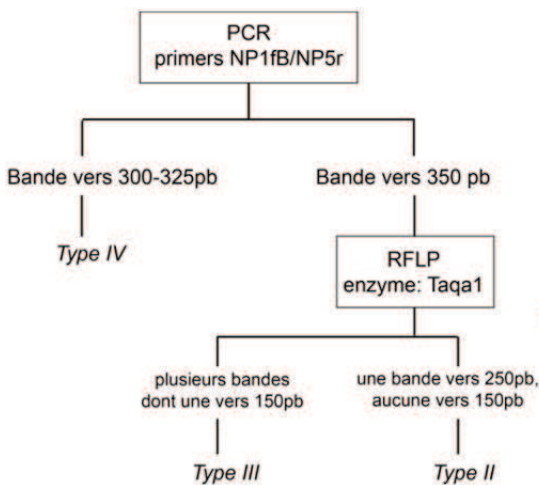 PCR
primers NP1fB/NP5r
Bande vers 300-325pb
Bande vers 350 pb
Type IV
RFLP
enzyme: Taqa1
plusieurs bandes
dont une vers 150pb
une bande vers 250pb,
aucune vers 150pb
Type III
Type II